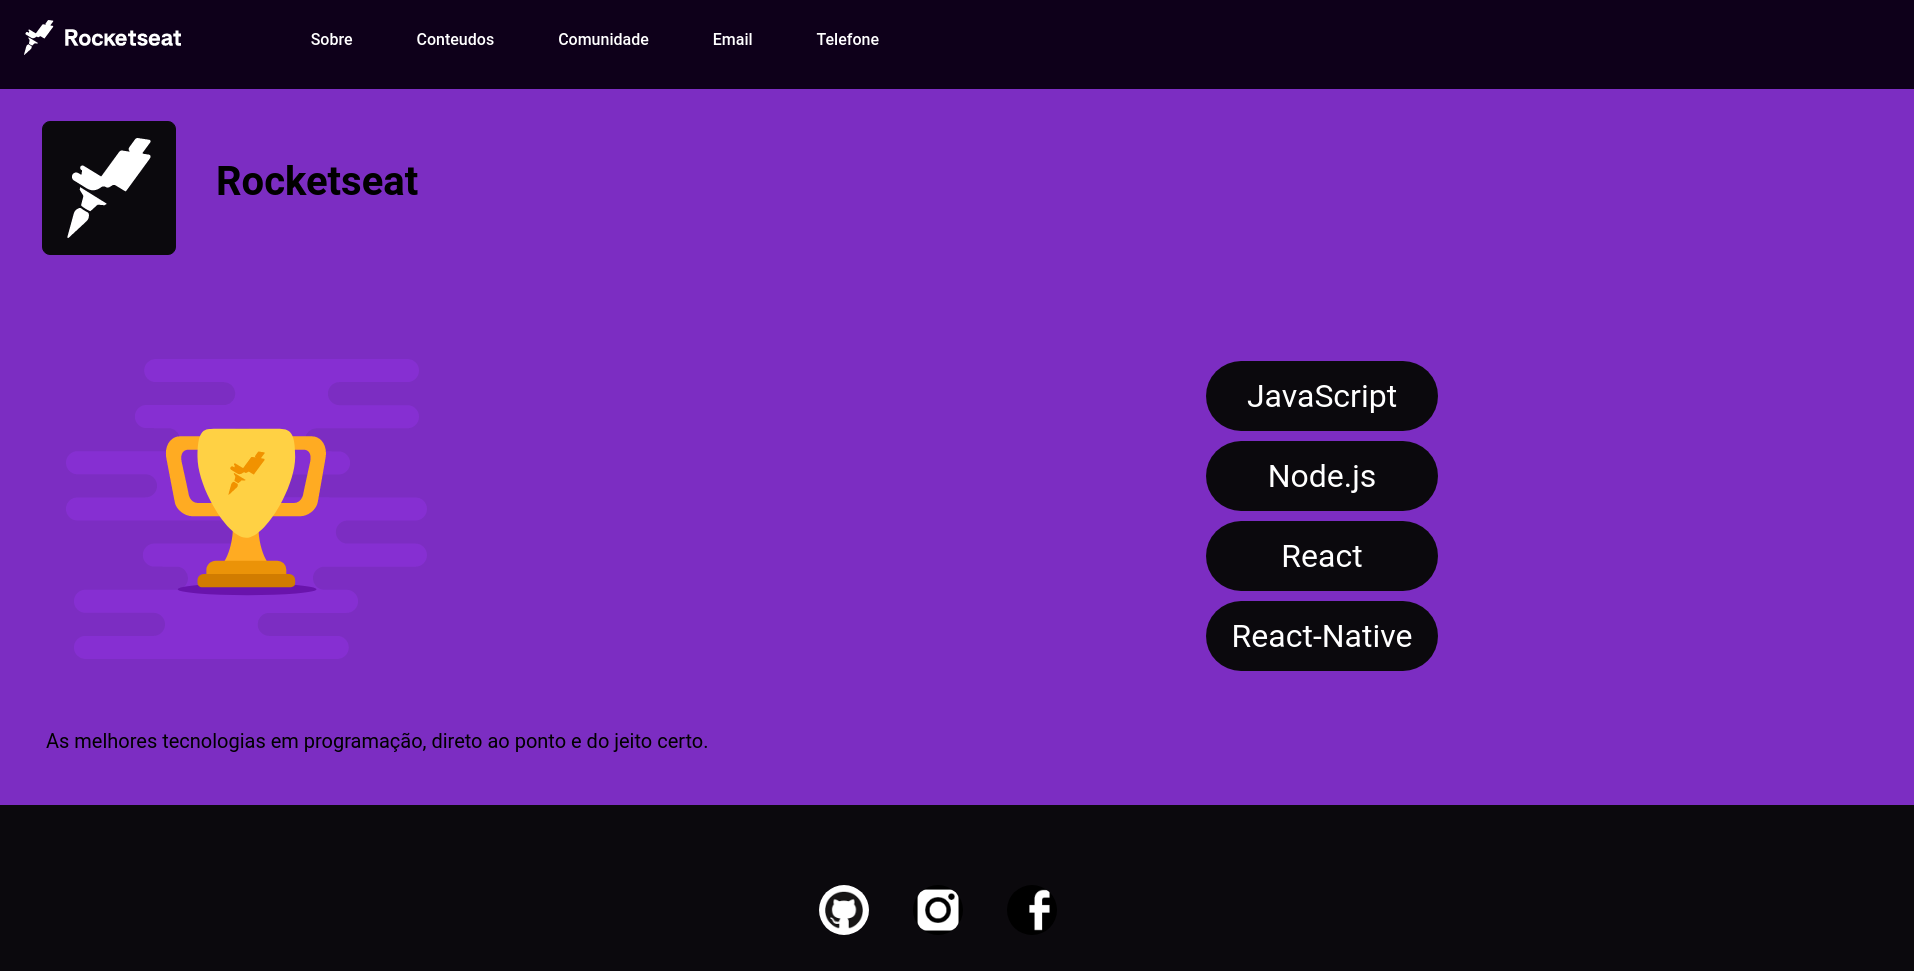 Rocketseat
Sobre
Conteudos
Comunidade
Email
Telefone
Rocketseat
JavaScript
Node.js
React
React-Native
As melhores tecnologias em programação, direto ao ponto e do jeito certo.